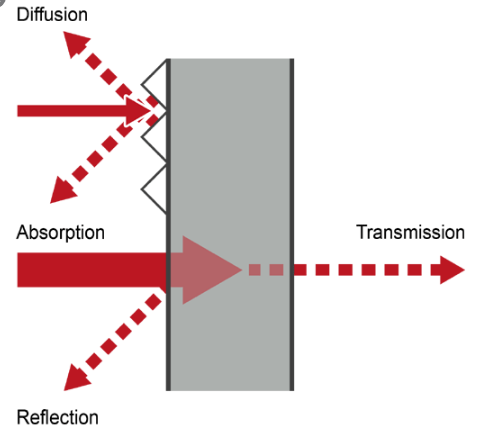 Diffusion
Absorption
Transmission
Reflection